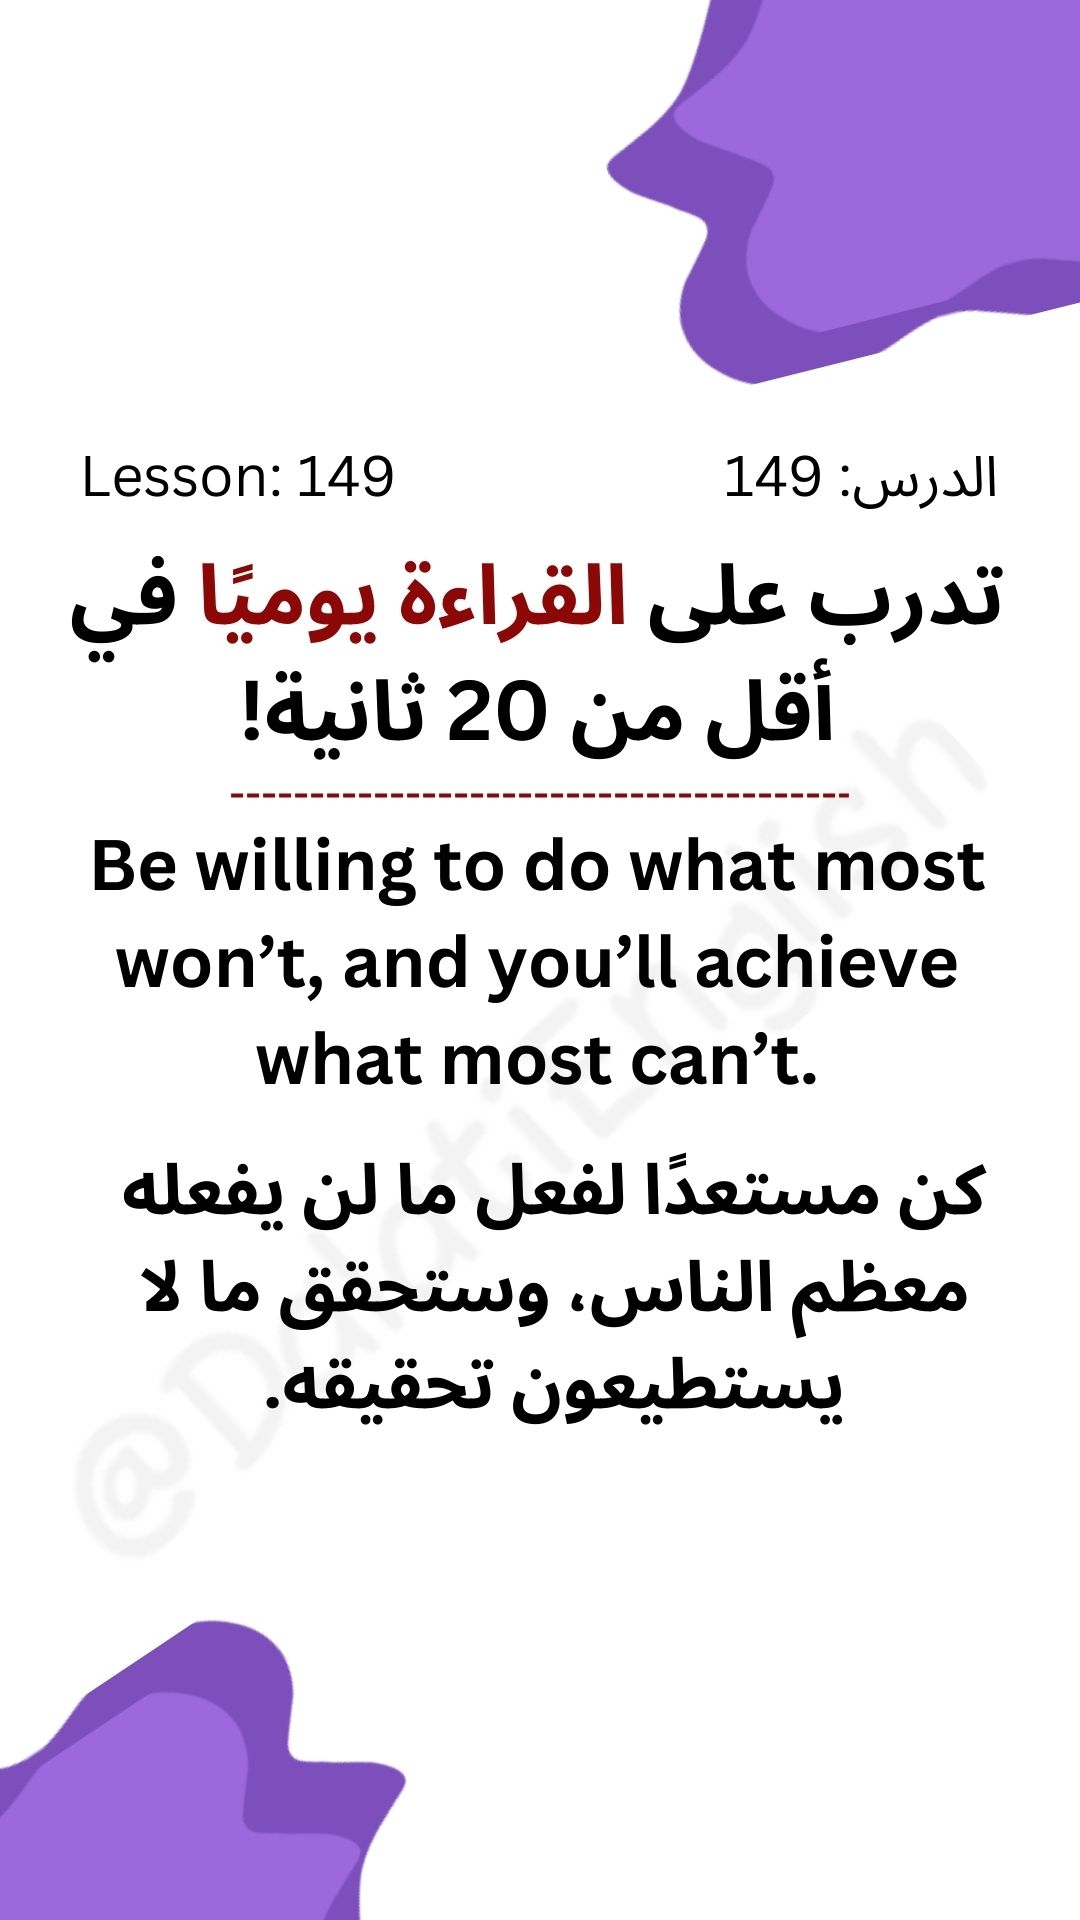 Lesson: 149
الدرس: 149
تدرب على القراءة يوميًا في
أقل من 20 ثانية!
---------------------------------------
Be willing to do what most
won’t, and you’ll achieve
what most can’t.
كن مستعدًا لفعل ما لن يفعله
معظم الناس، وستحقق ما لا
يستطيعون تحقيقه.
@DadatiEnglish